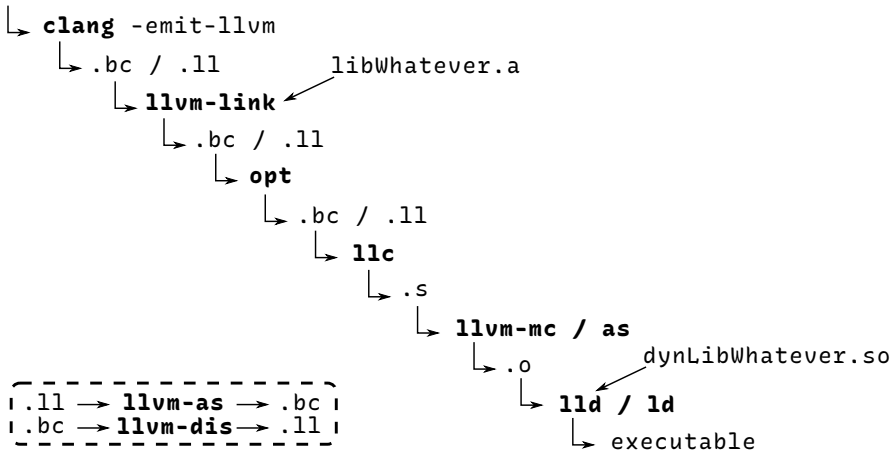 clang -emit-llvm
.bc / .ll
libWhatever.a
llvm-link
.bc / .ll
opt
.bc / .ll
llc
.s
llvm-mc / as
.o
dynLibWhatever.so
lld / ld
executable
.ll llvm-as .bc
.bc llvm-dis .ll